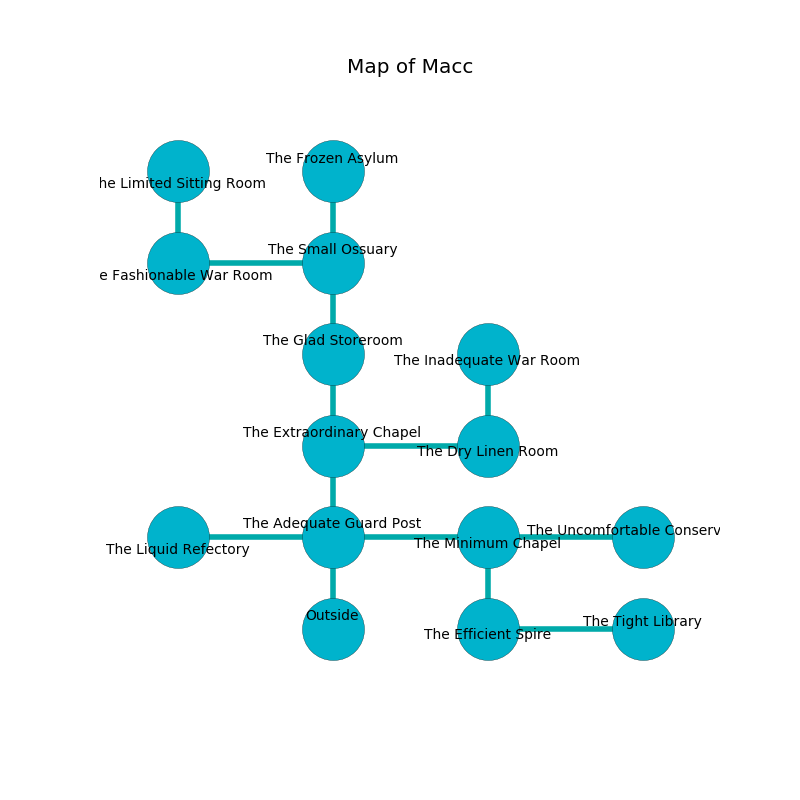 Map of Macc
The Frozen Asylum
he Limited Sitting Room
The Small Ossuary
e Fashionable War Room
The Glad Storeroom
The Inadequate War Room
The Extraordinary Chapel
The Dry Linen Room
The Adequate Guard Post
The Uncomfortable Conserv
The Minimum Chapel
The Liquid Refectory
Outside
The Tight Library
The Efficient Spire